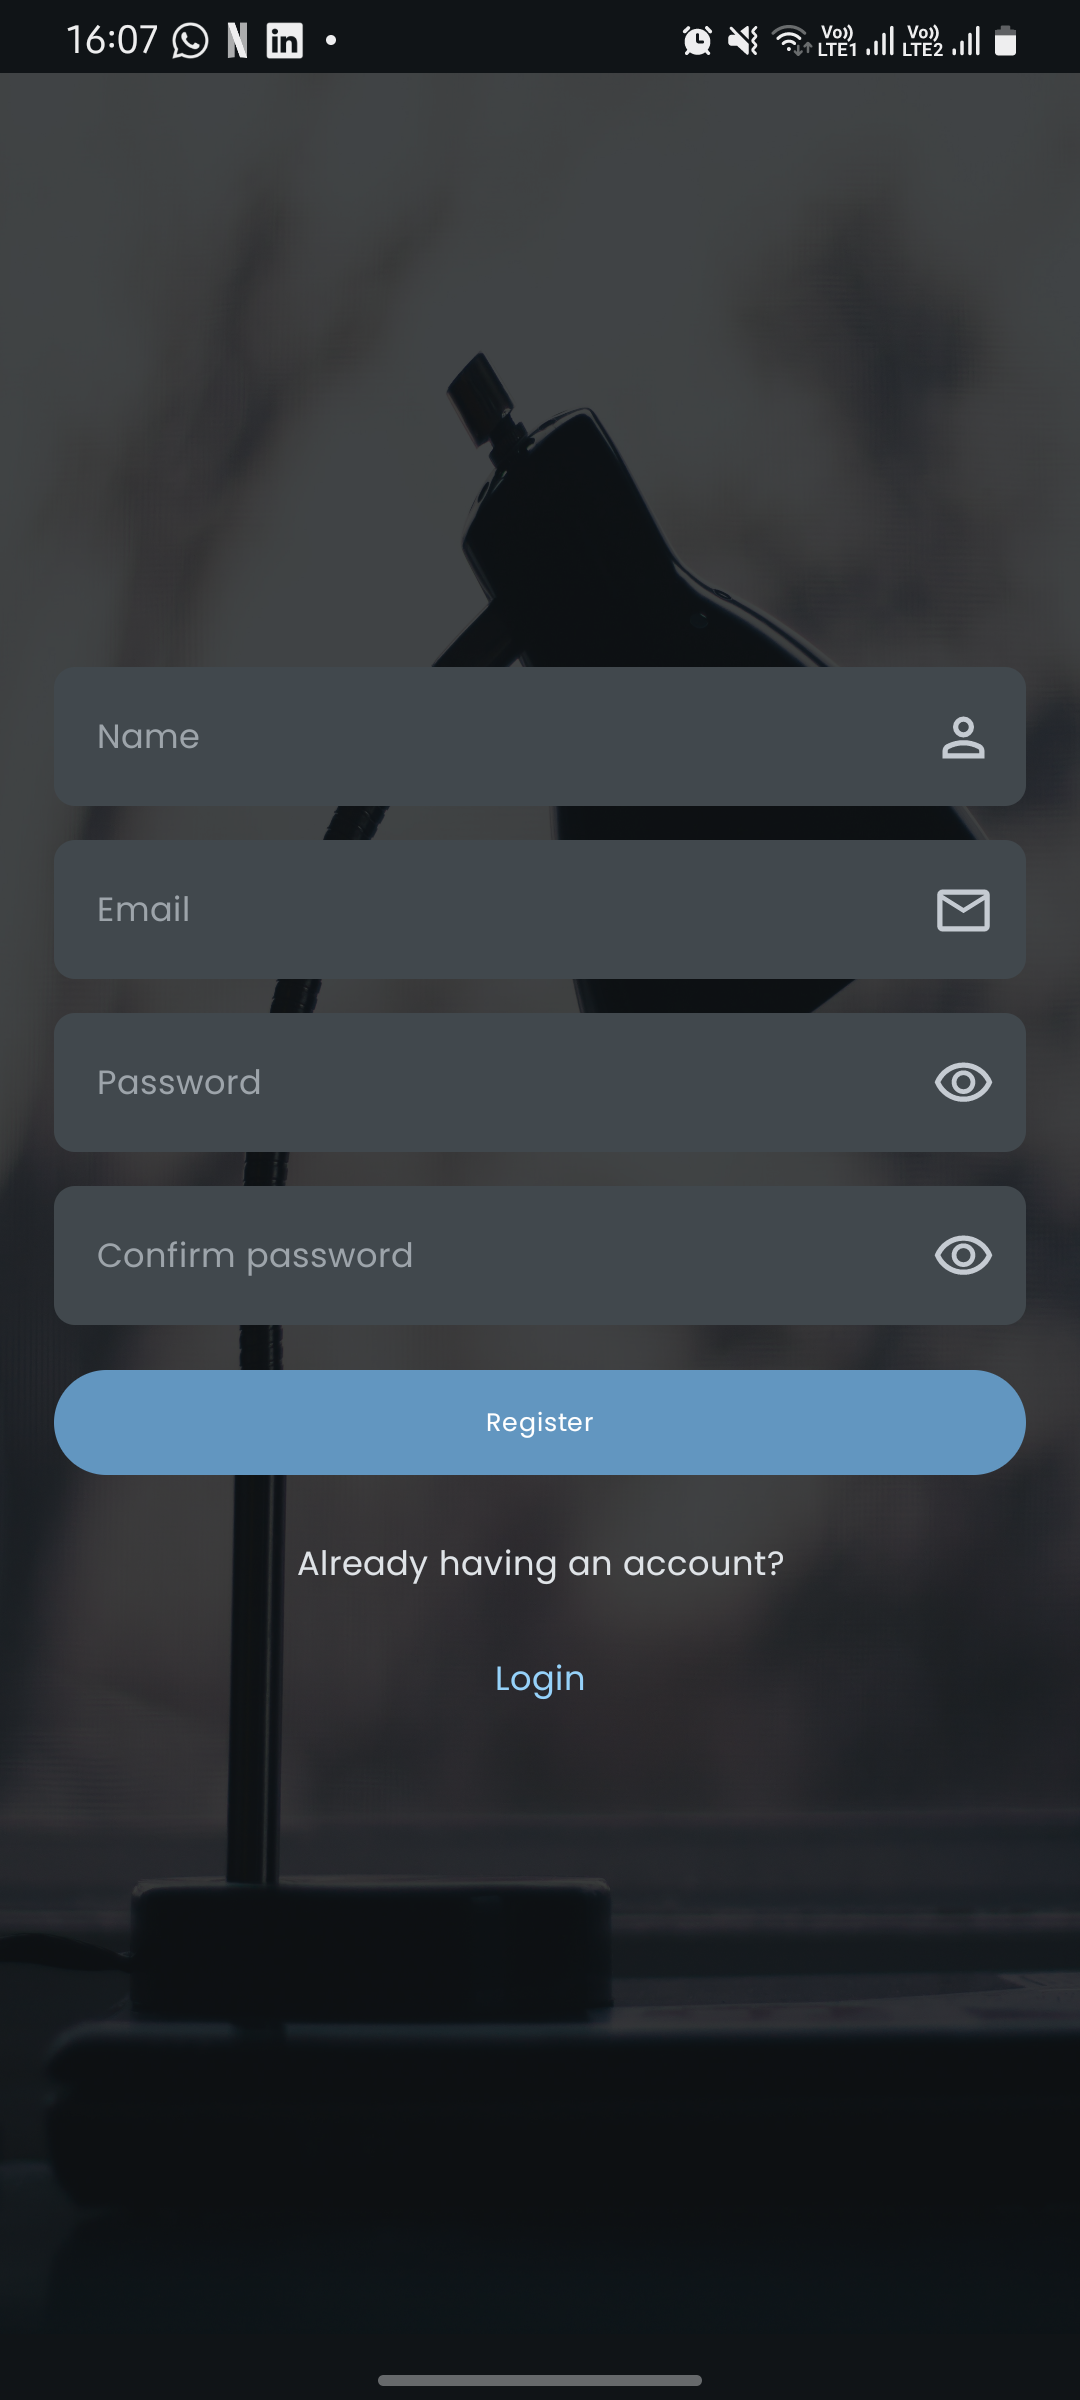 16:07
Vo)) LTE1 Vo)) LTE2
Name
Email
Password
Confirm password
Register
Already having an account?
Login